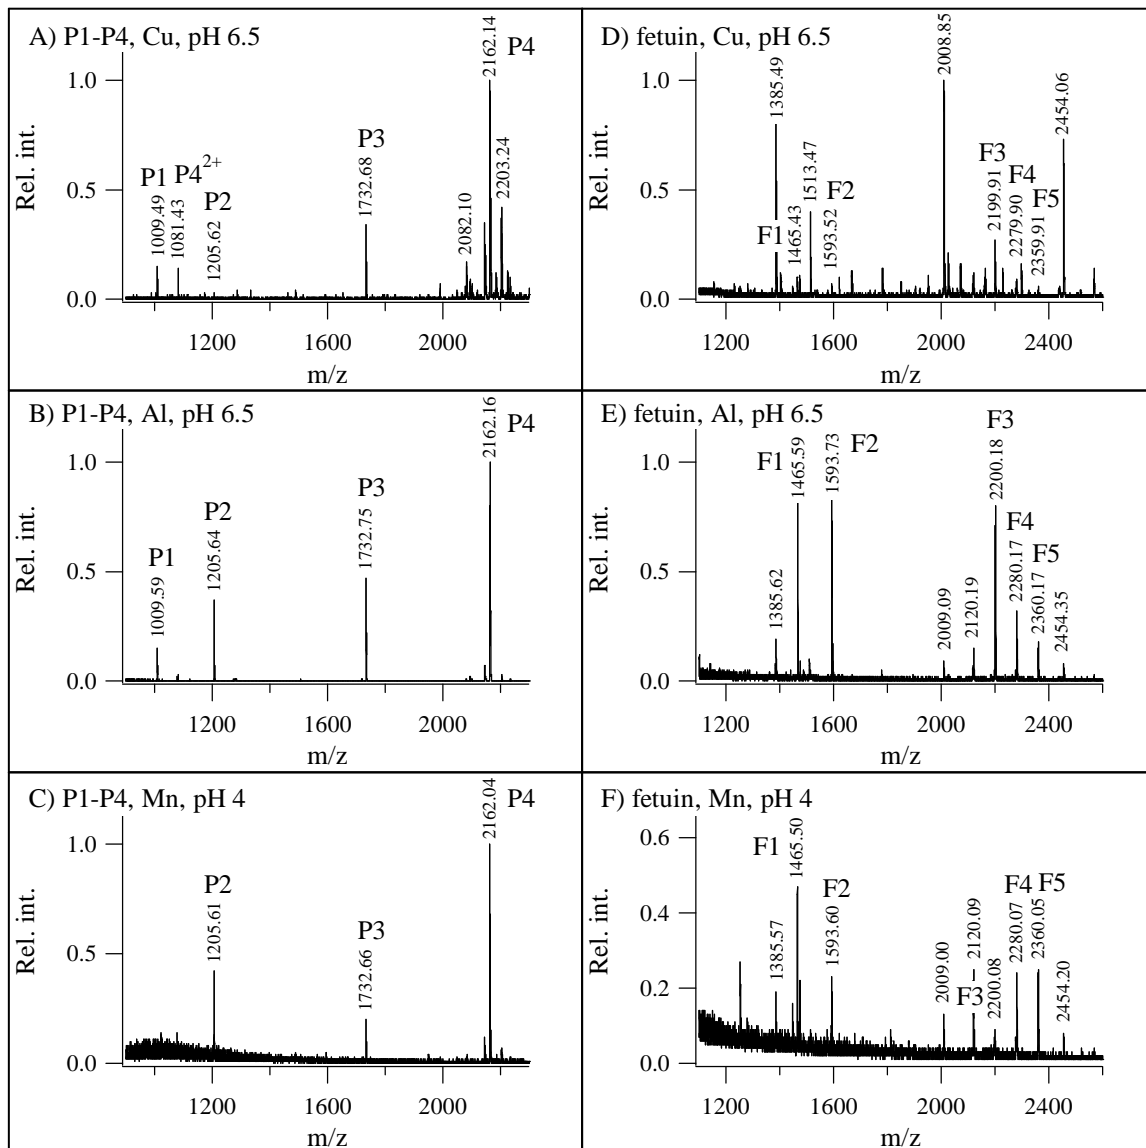 A) P1-P4, Cu, pH 6.5
Rel. int.
1.0
0.5
0.0
P1
1009.49
P4²⁺
1081.43
P2
1205.62
P3
1732.68
2082.10
2162.14
P4
2203.24
1200
1600
2000
m/z
D) fetuin, Cu, pH 6.5
Rel. int.
1.0
0.5
0.0
F1
1385.49
1465.43
1513.47
F2
1593.52
2008.85
F3
2199.91
F4
2279.90
F5
2359.91
2454.06
1200
1600
2000
2400
m/z
B) P1-P4, Al, pH 6.5
Rel. int.
1.0
0.5
0.0
P1
1009.59
P2
1205.64
P3
1732.75
2162.16
P4
1200
1600
2000
m/z
E) fetuin, Al, pH 6.5
Rel. int.
1.0
0.5
0.0
1385.62
F1
1465.59
1593.73
F2
2009.09
2120.19
F3
2200.18
F4
2280.17
F5
2360.17
2454.35
1200
1600
2000
2400
m/z
C) P1-P4, Mn, pH 4
Rel. int.
1.0
0.5
0.0
P2
1205.61
P3
1732.66
2162.04
P4
1200
1600
2000
m/z
F) fetuin, Mn, pH 4
Rel. int.
0.6
0.4
0.2
0.0
1385.57
F1
1465.50
F2
1593.60
2009.00
F3
2120.09
2200.08
F4
2280.07
F5
2360.05
2454.20
1200
1600
2000
2400
m/z